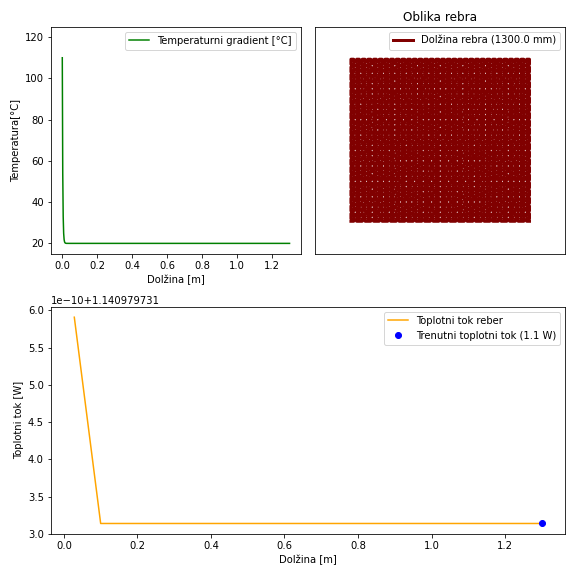 Oblika rebra
120
100
80
60
40
20
Temperatura[°C]
Temperaturni gradient [°C]
0.0 0.2 0.4 0.6 0.8 1.0 1.2
Dolžina [m]
Dolžina rebra (1300.0 mm)
1e−10+1.140979731
6.0
5.5
5.0
4.5
4.0
3.5
3.0
Toplotni tok [W]
Toplotni tok reber
Trenutni toplotni tok (1.1 W)
0.0 0.2 0.4 0.6 0.8 1.0 1.2
Dolžina [m]